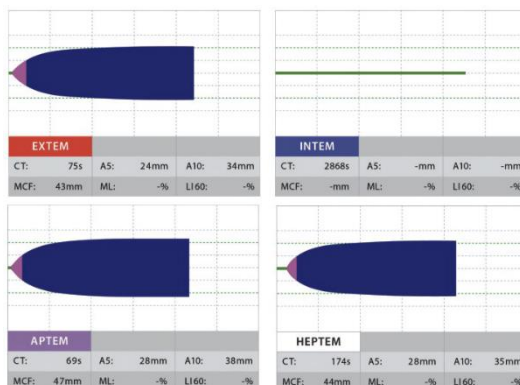 EXTEM
CT: 75s A5: 24mm A10: 34mm
MCF: 43mm ML: -% LI60: -%
INTEM
CT: 2868s A5: -mm A10: -mm
MCF: -mm ML: -% LI60: -%
APTEM
CT: 69s A5: 28mm A10: 38mm
MCF: 47mm ML: -% LI60: -%
HEPTEM
CT: 174s A5: 28mm A10: 35mm
MCF: 44mm ML: -% LI60: -%